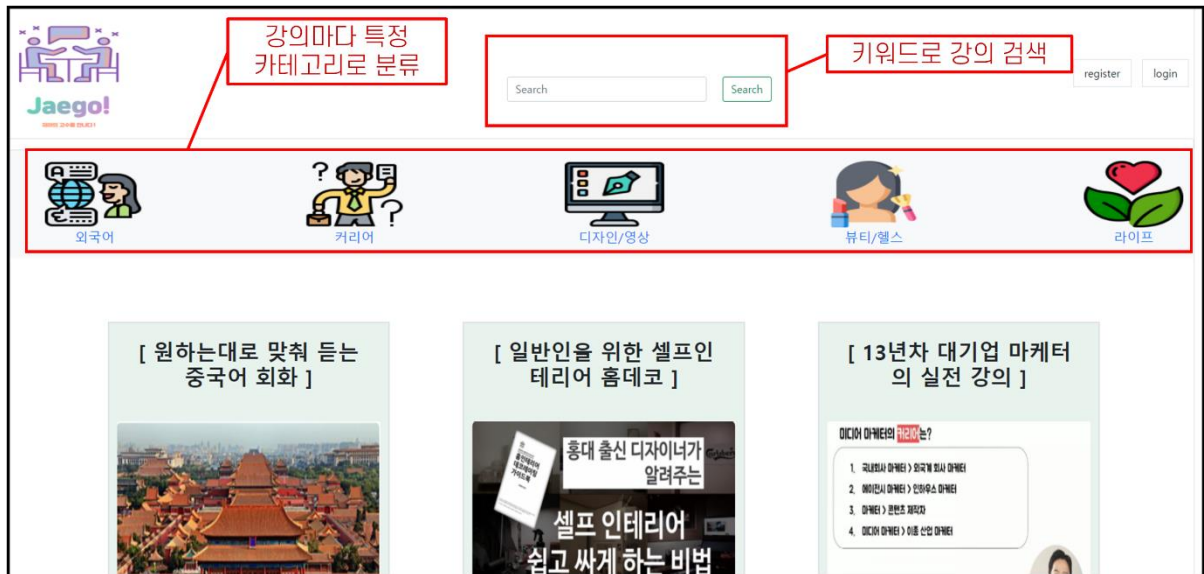 강의마다 특정
카테고리로 분류
키워드로 강의 검색
Search
Search
register
login
Jaego!
외국어
커리어
디자인/영상
뷰티/헬스
라이프
[ 원하는대로 맞춰 듣는
중국어 회화 ]
[ 일반인을 위한 셀프인
테리어 홈데코 ]
[ 13년차 대기업 마케터
의 실전 강의 ]
홍대 출신 디자이너가
알려주는
셀프 인테리어
쉽고 싸게 하는 비법
미디어 마케터의 커리어는?
1. 국내회사 마케터 > 외국계 회사 마케터
2. 에이전시 마케터 > 인하우스 마케터
3. 마케터 > 콘텐츠 제작자
4. 미디어 마케터 > 이종 산업 마케터